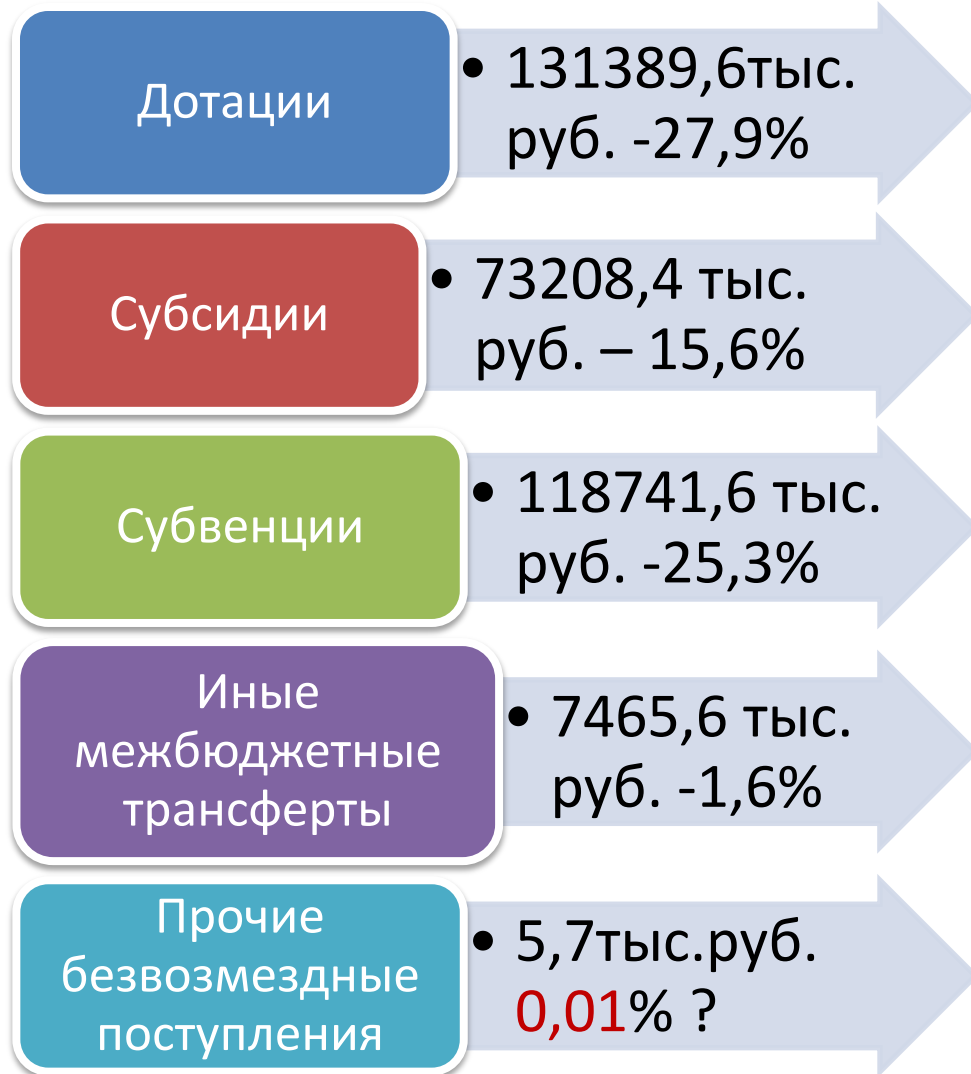 Дотации
• 131389,6тыс.
руб. -27,9%
Субсидии
• 73208,4 тыс.
руб. – 15,6%
Субвенции
• 118741,6 тыс.
руб. -25,3%
Иные
межбюджетные
трансферты
• 7465,6 тыс.
руб. -1,6%
Прочие
безвозмездные
поступления
• 5,7тыс.руб.
0,01% ?